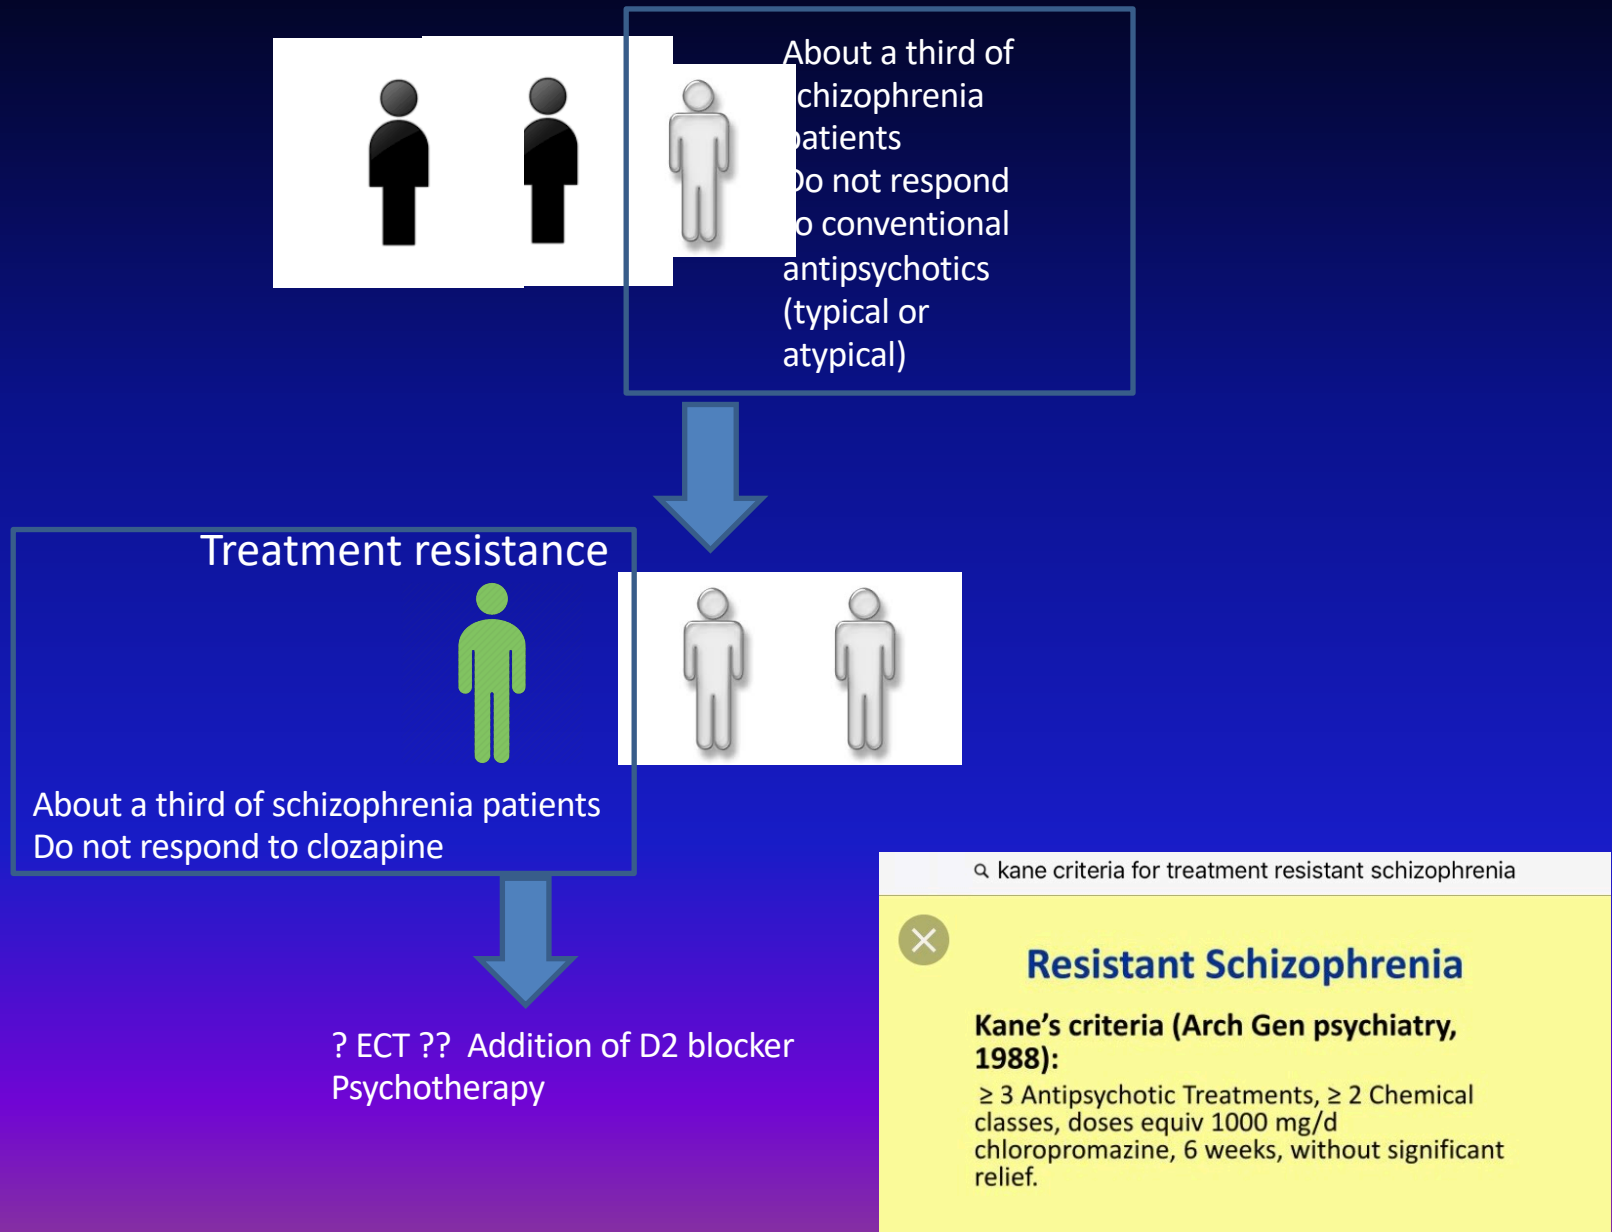 About a third of
chizophrenia
patients
Do not respond
o conventional
antipsychotics
(typical or
atypical)
Treatment resistance
About a third of schizophrenia patients
Do not respond to clozapine
? ECT ?? Addition of D2 blocker
Psychotherapy
kane criteria for treatment resistant schizophrenia
Resistant Schizophrenia
Kane's criteria (Arch Gen psychiatry,
1988):
≥ 3 Antipsychotic Treatments, ≥ 2 Chemical
classes, doses equiv 1000 mg/d
chloropromazine, 6 weeks, without significant
relief.